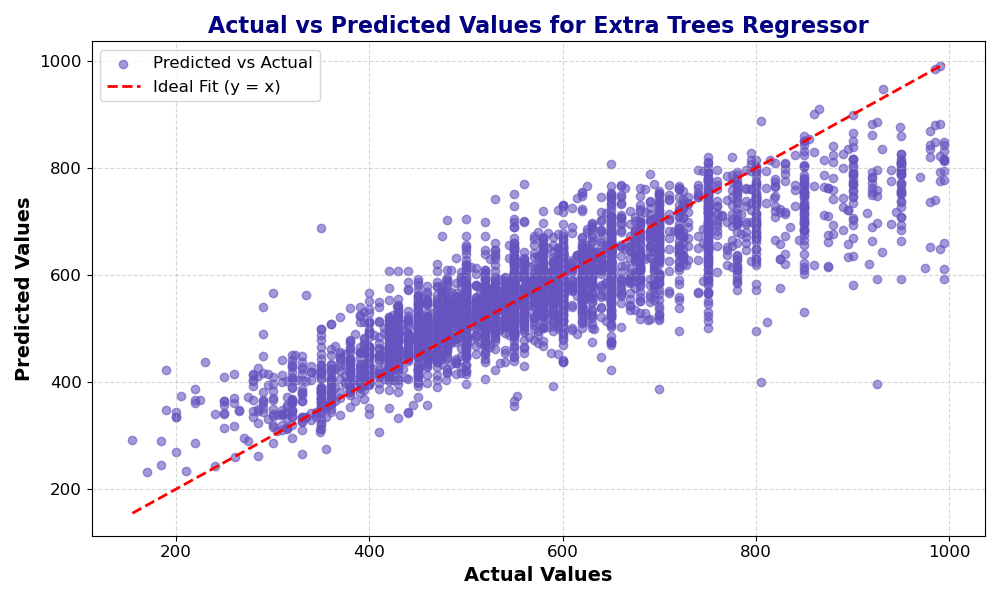 Actual vs Predicted Values for Extra Trees Regressor
Predicted vs Actual
Ideal Fit (y = x)
1000
800
600
400
200
Predicted Values
200 400 600 800 1000
Actual Values